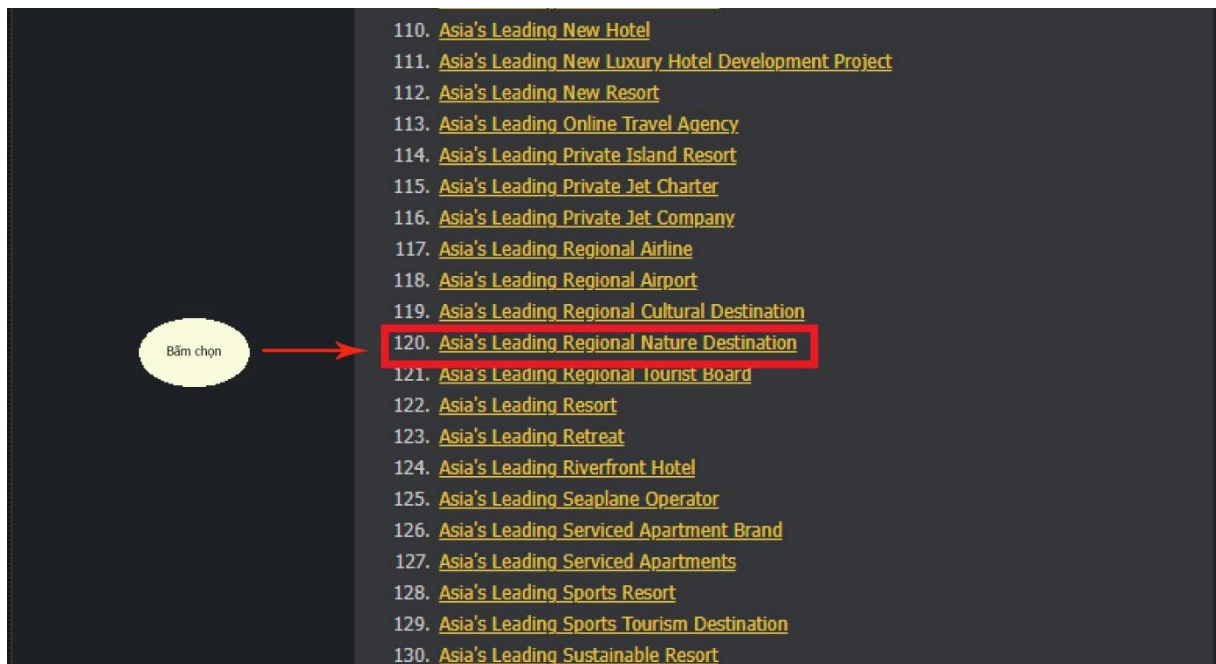 110. Asia's Leading New Hotel
111. Asia's Leading New Luxury Hotel Development Project
112. Asia's Leading New Resort
113. Asia's Leading Online Travel Agency
114. Asia's Leading Private Island Resort
115. Asia's Leading Private Jet Charter
116. Asia's Leading Private Jet Company
117. Asia's Leading Regional Airline
118. Asia's Leading Regional Airport
119. Asia's Leading Regional Cultural Destination
Bấm chọn
120. Asia's Leading Regional Nature Destination
121. Asia's Leading Regional Tourist Board
122. Asia's Leading Resort
123. Asia's Leading Retreat
124. Asia's Leading Riverfront Hotel
125. Asia's Leading Seaplane Operator
126. Asia's Leading Serviced Apartment Brand
127. Asia's Leading Serviced Apartments
128. Asia's Leading Sports Resort
129. Asia's Leading Sports Tourism Destination
130. Asia's Leading Sustainable Resort